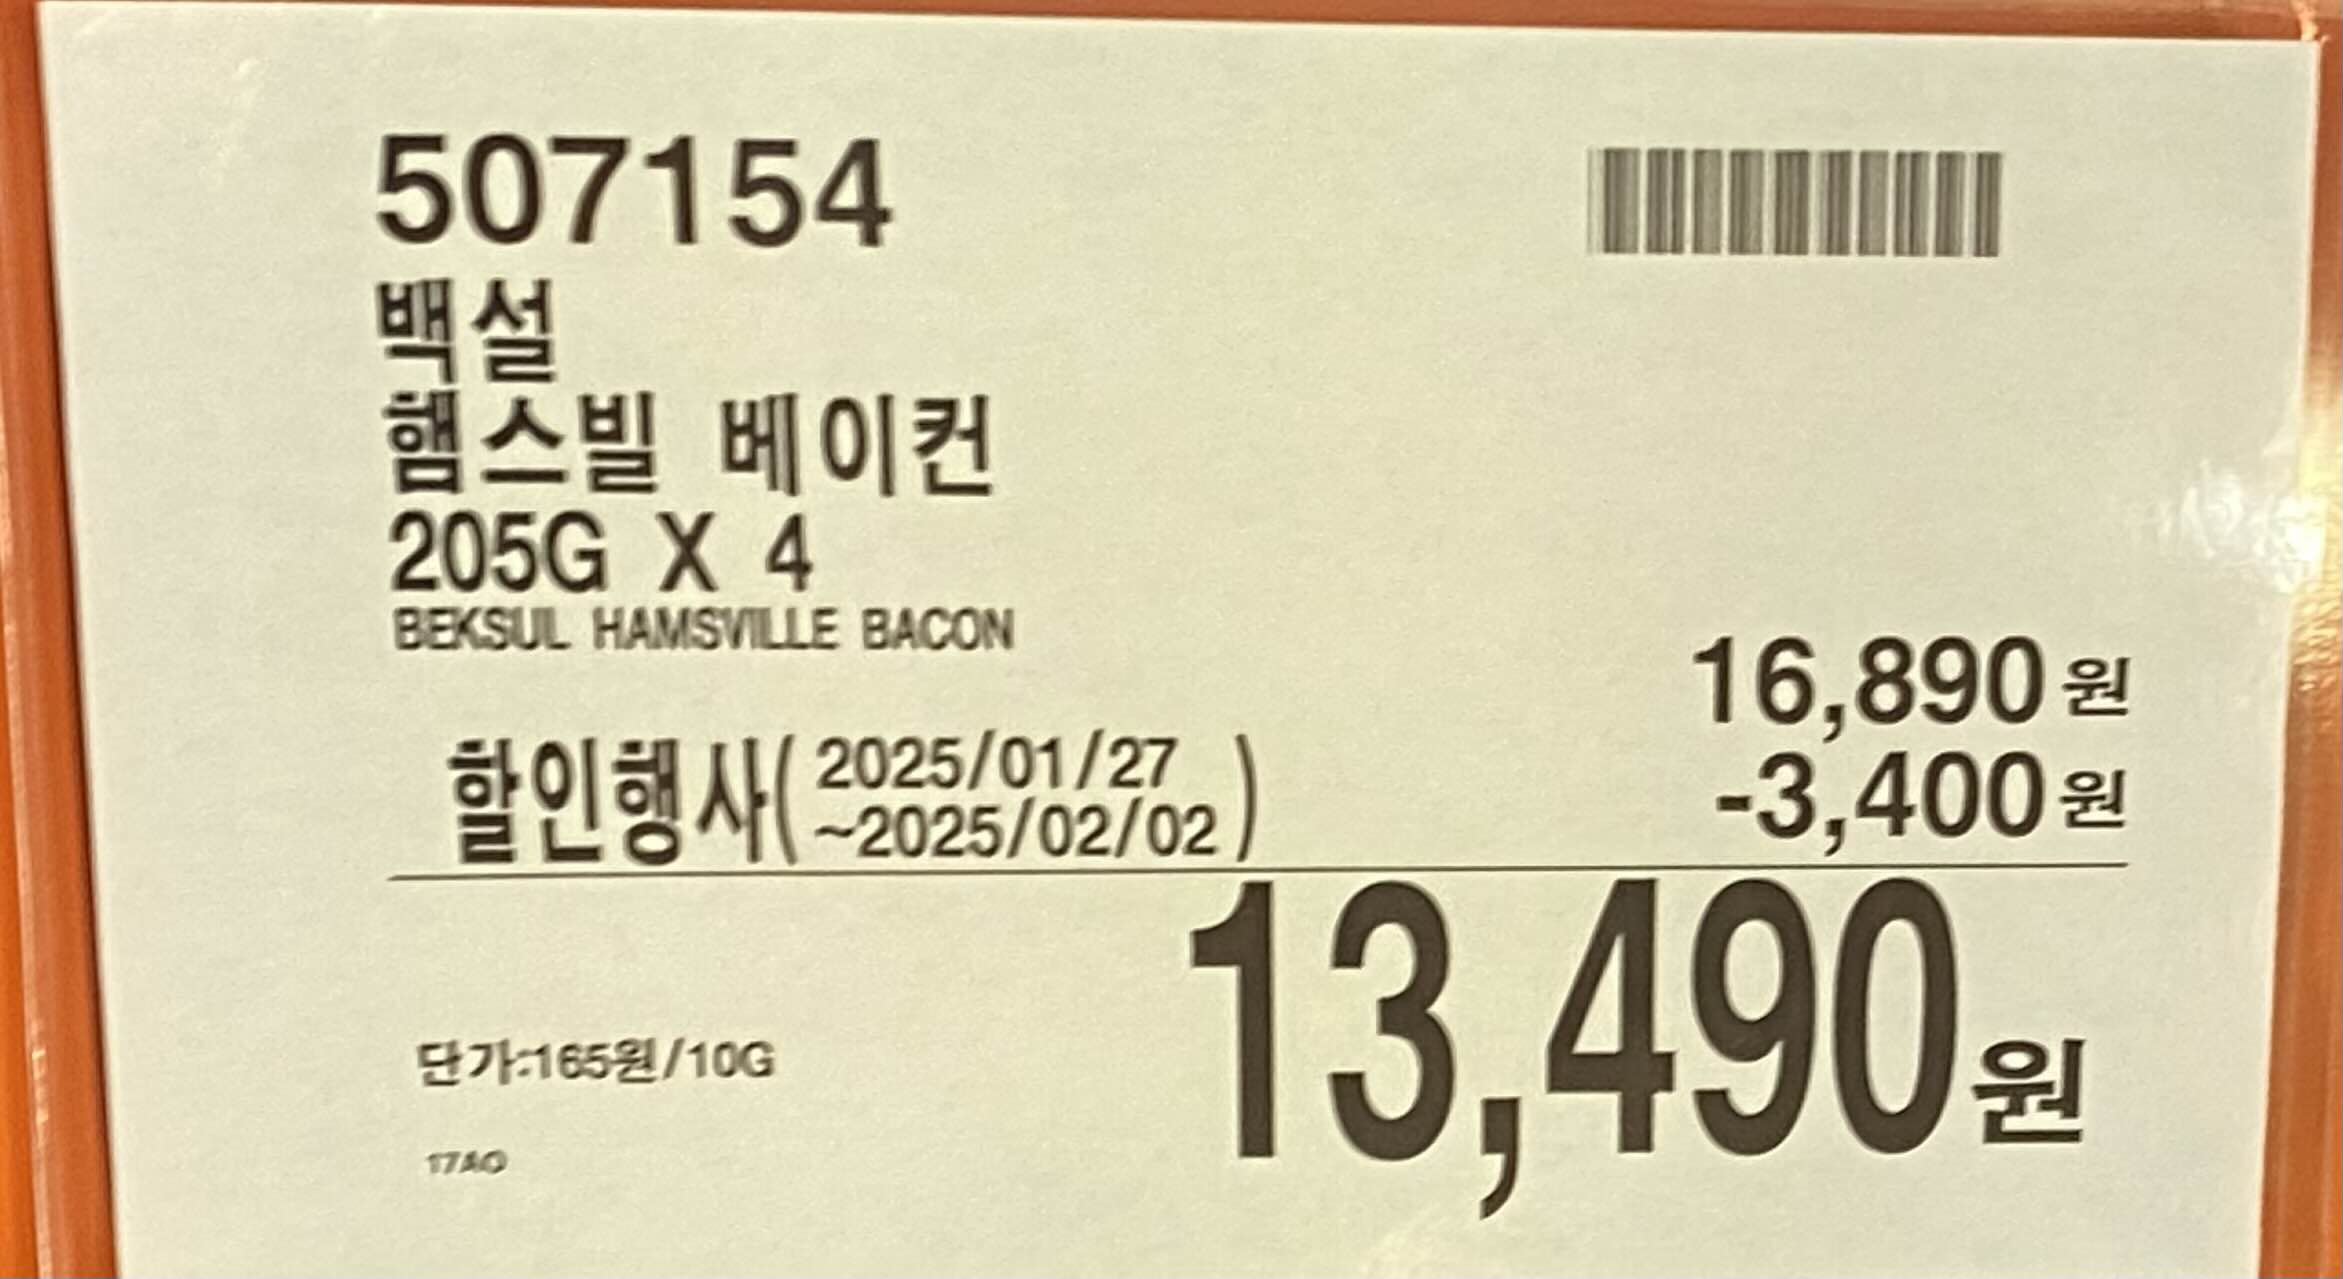 507154
백설
햄스빌 베이컨
205G X 4
BEKSUL HAMSVILLE BACON
16,890원
할인행사( 2025/01/27
~2025/02/02 )
-3,400원
13,490원
단가:165원/10G